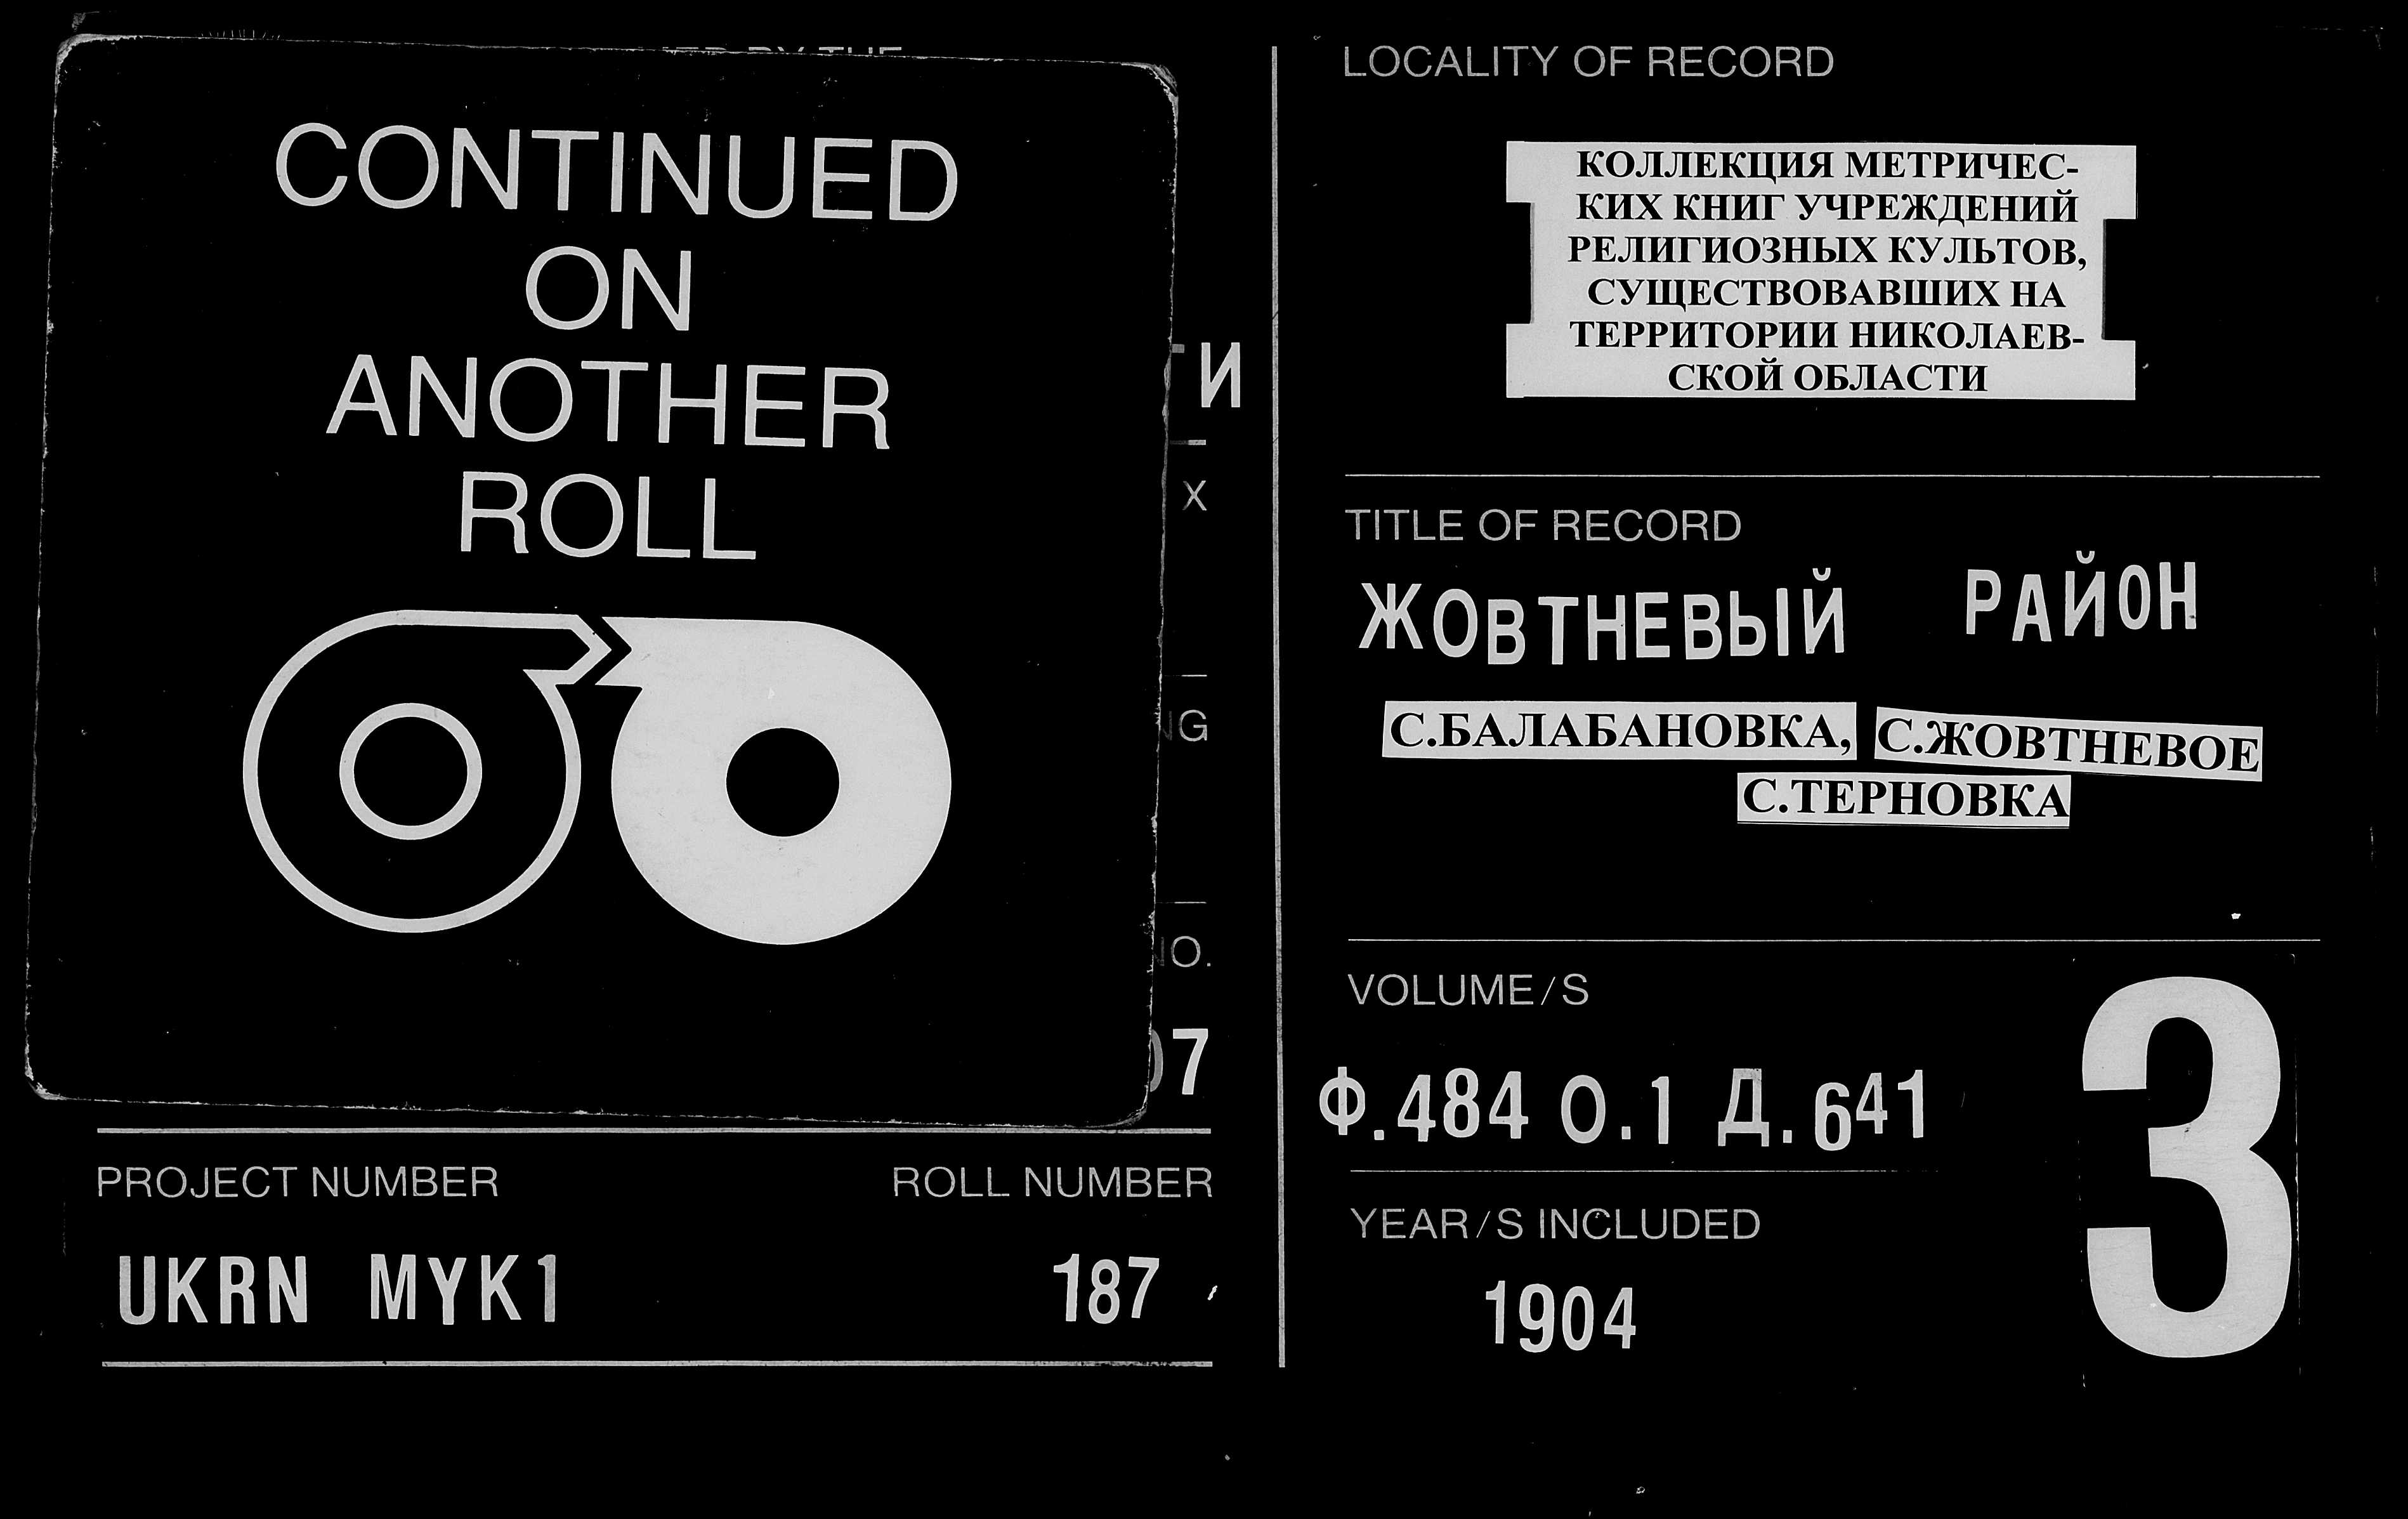 CONTINUED
ON
ANOTHER
ROLL
PROJECT NUMBER ROLL NUMBER
UKRN MYK1 187
LOCALITY OF RECORD
КОЛЛЕКЦИЯ МЕТРИЧЕС-
КИХ КНИГ УЧРЕЖДЕНИЙ
РЕЛИГИОЗНЫХ КУЛЬТОВ,
СУЩЕСТВОВАВШИХ НА
ТЕРРИТОРИИ НИКОЛАЕВ-
СКОЙ ОБЛАСТИ
TITLE OF RECORD
ЖОВТНЕВЫЙ РАЙОН
С.БАЛАБАНОВКА, С.ЖОВТНЕВОЕ
С.ТЕРНОВКА
VOLUME/S
Ф.484 О.1 Д.641
YEAR/S INCLUDED
1904
3